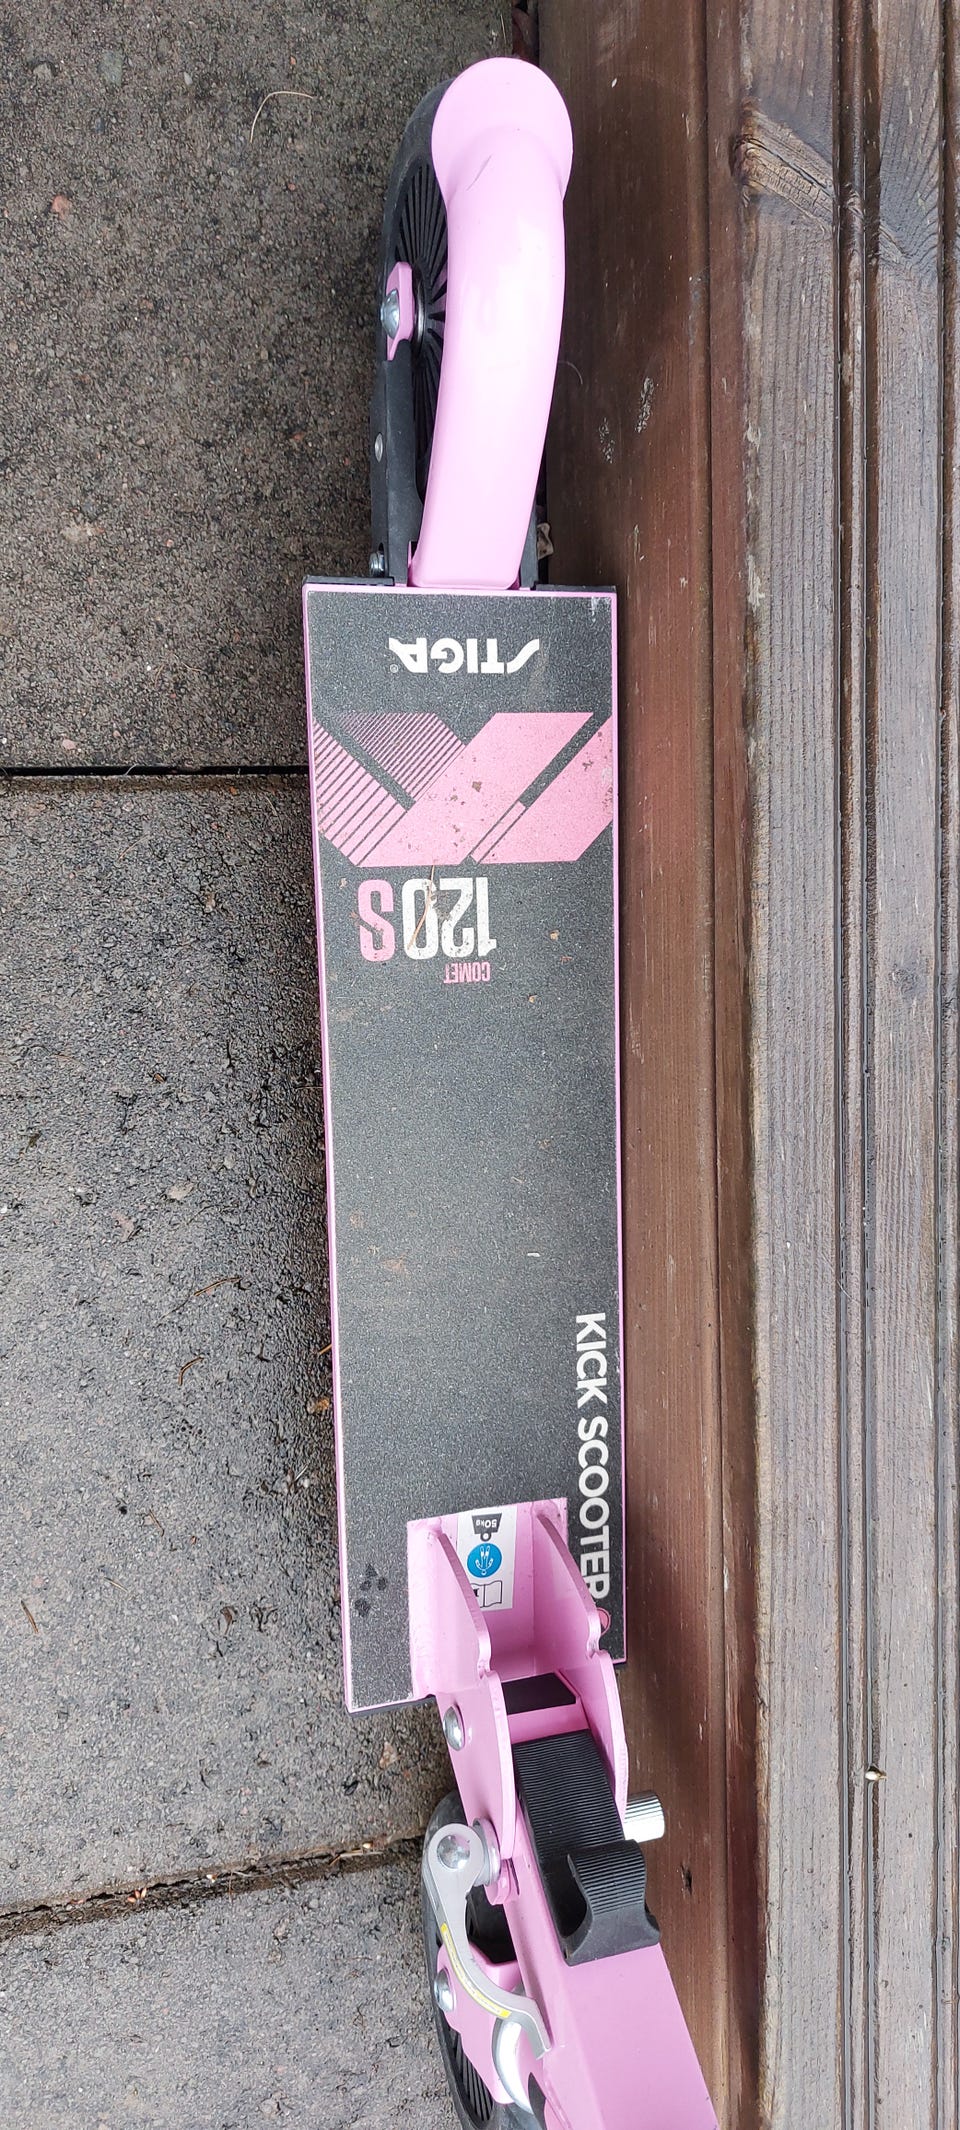 STIGA®
120S
COMET
KICK SCOOTER
50kg